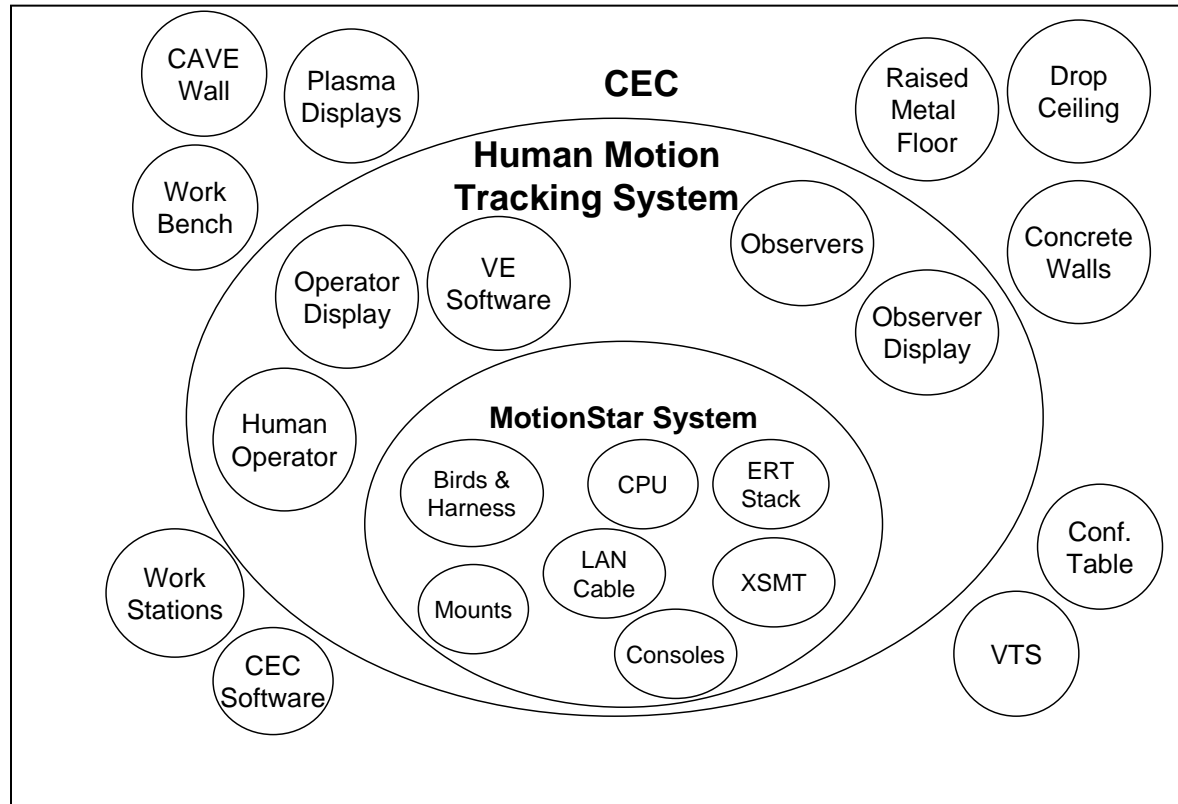 CAVE
Wall
Plasma
Displays
CEC
Raised
Metal
Floor
Drop
Ceiling
Work
Bench
Human Motion
Tracking System
Observers
Concrete
Walls
Operator
Display
VE
Software
Observer
Display
Human
Operator
MotionStar System
Birds &
Harness
CPU
ERT
Stack
LAN
Cable
XSMT
Mounts
Consoles
Work
Stations
CEC
Software
Conf.
Table
VTS